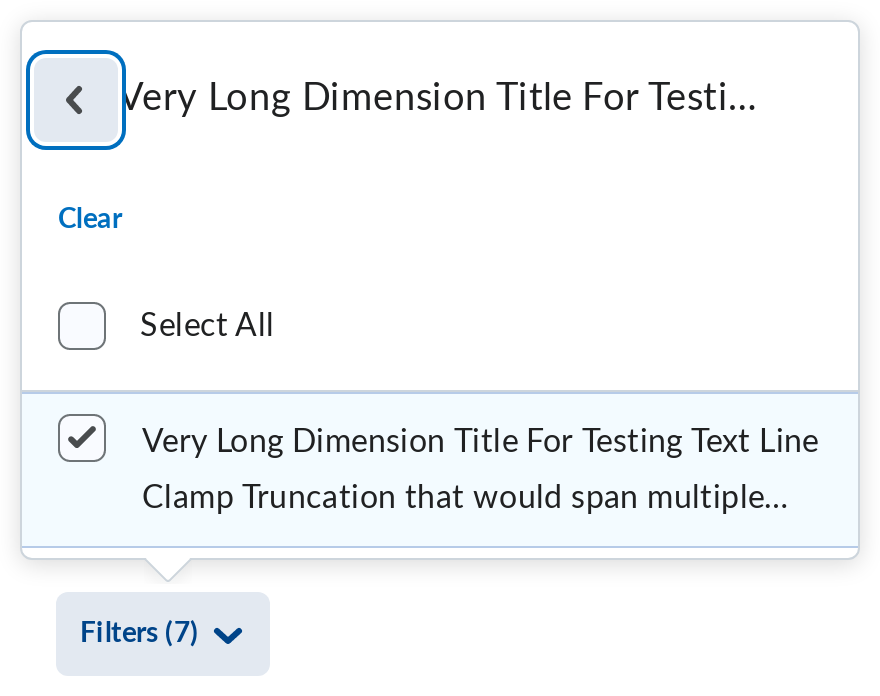 Very Long Dimension Title For Testi...
Clear
Select All
Very Long Dimension Title For Testing Text Line
Clamp Truncation that would span multiple...
Filters (7)